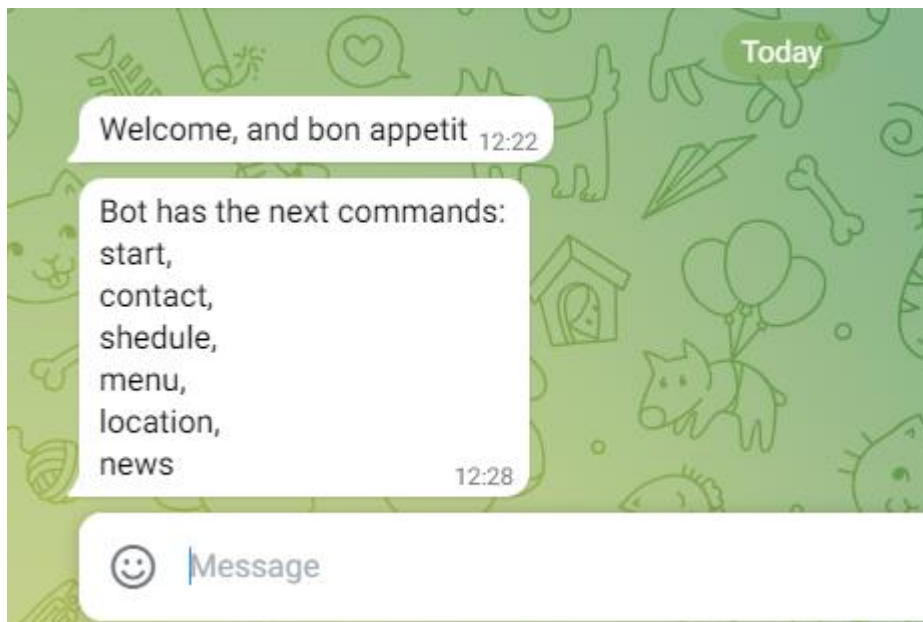 Today
Welcome, and bon appetit 12:22
Bot has the next commands:
start,
contact,
shedule,
menu,
location,
news 12:28
Message